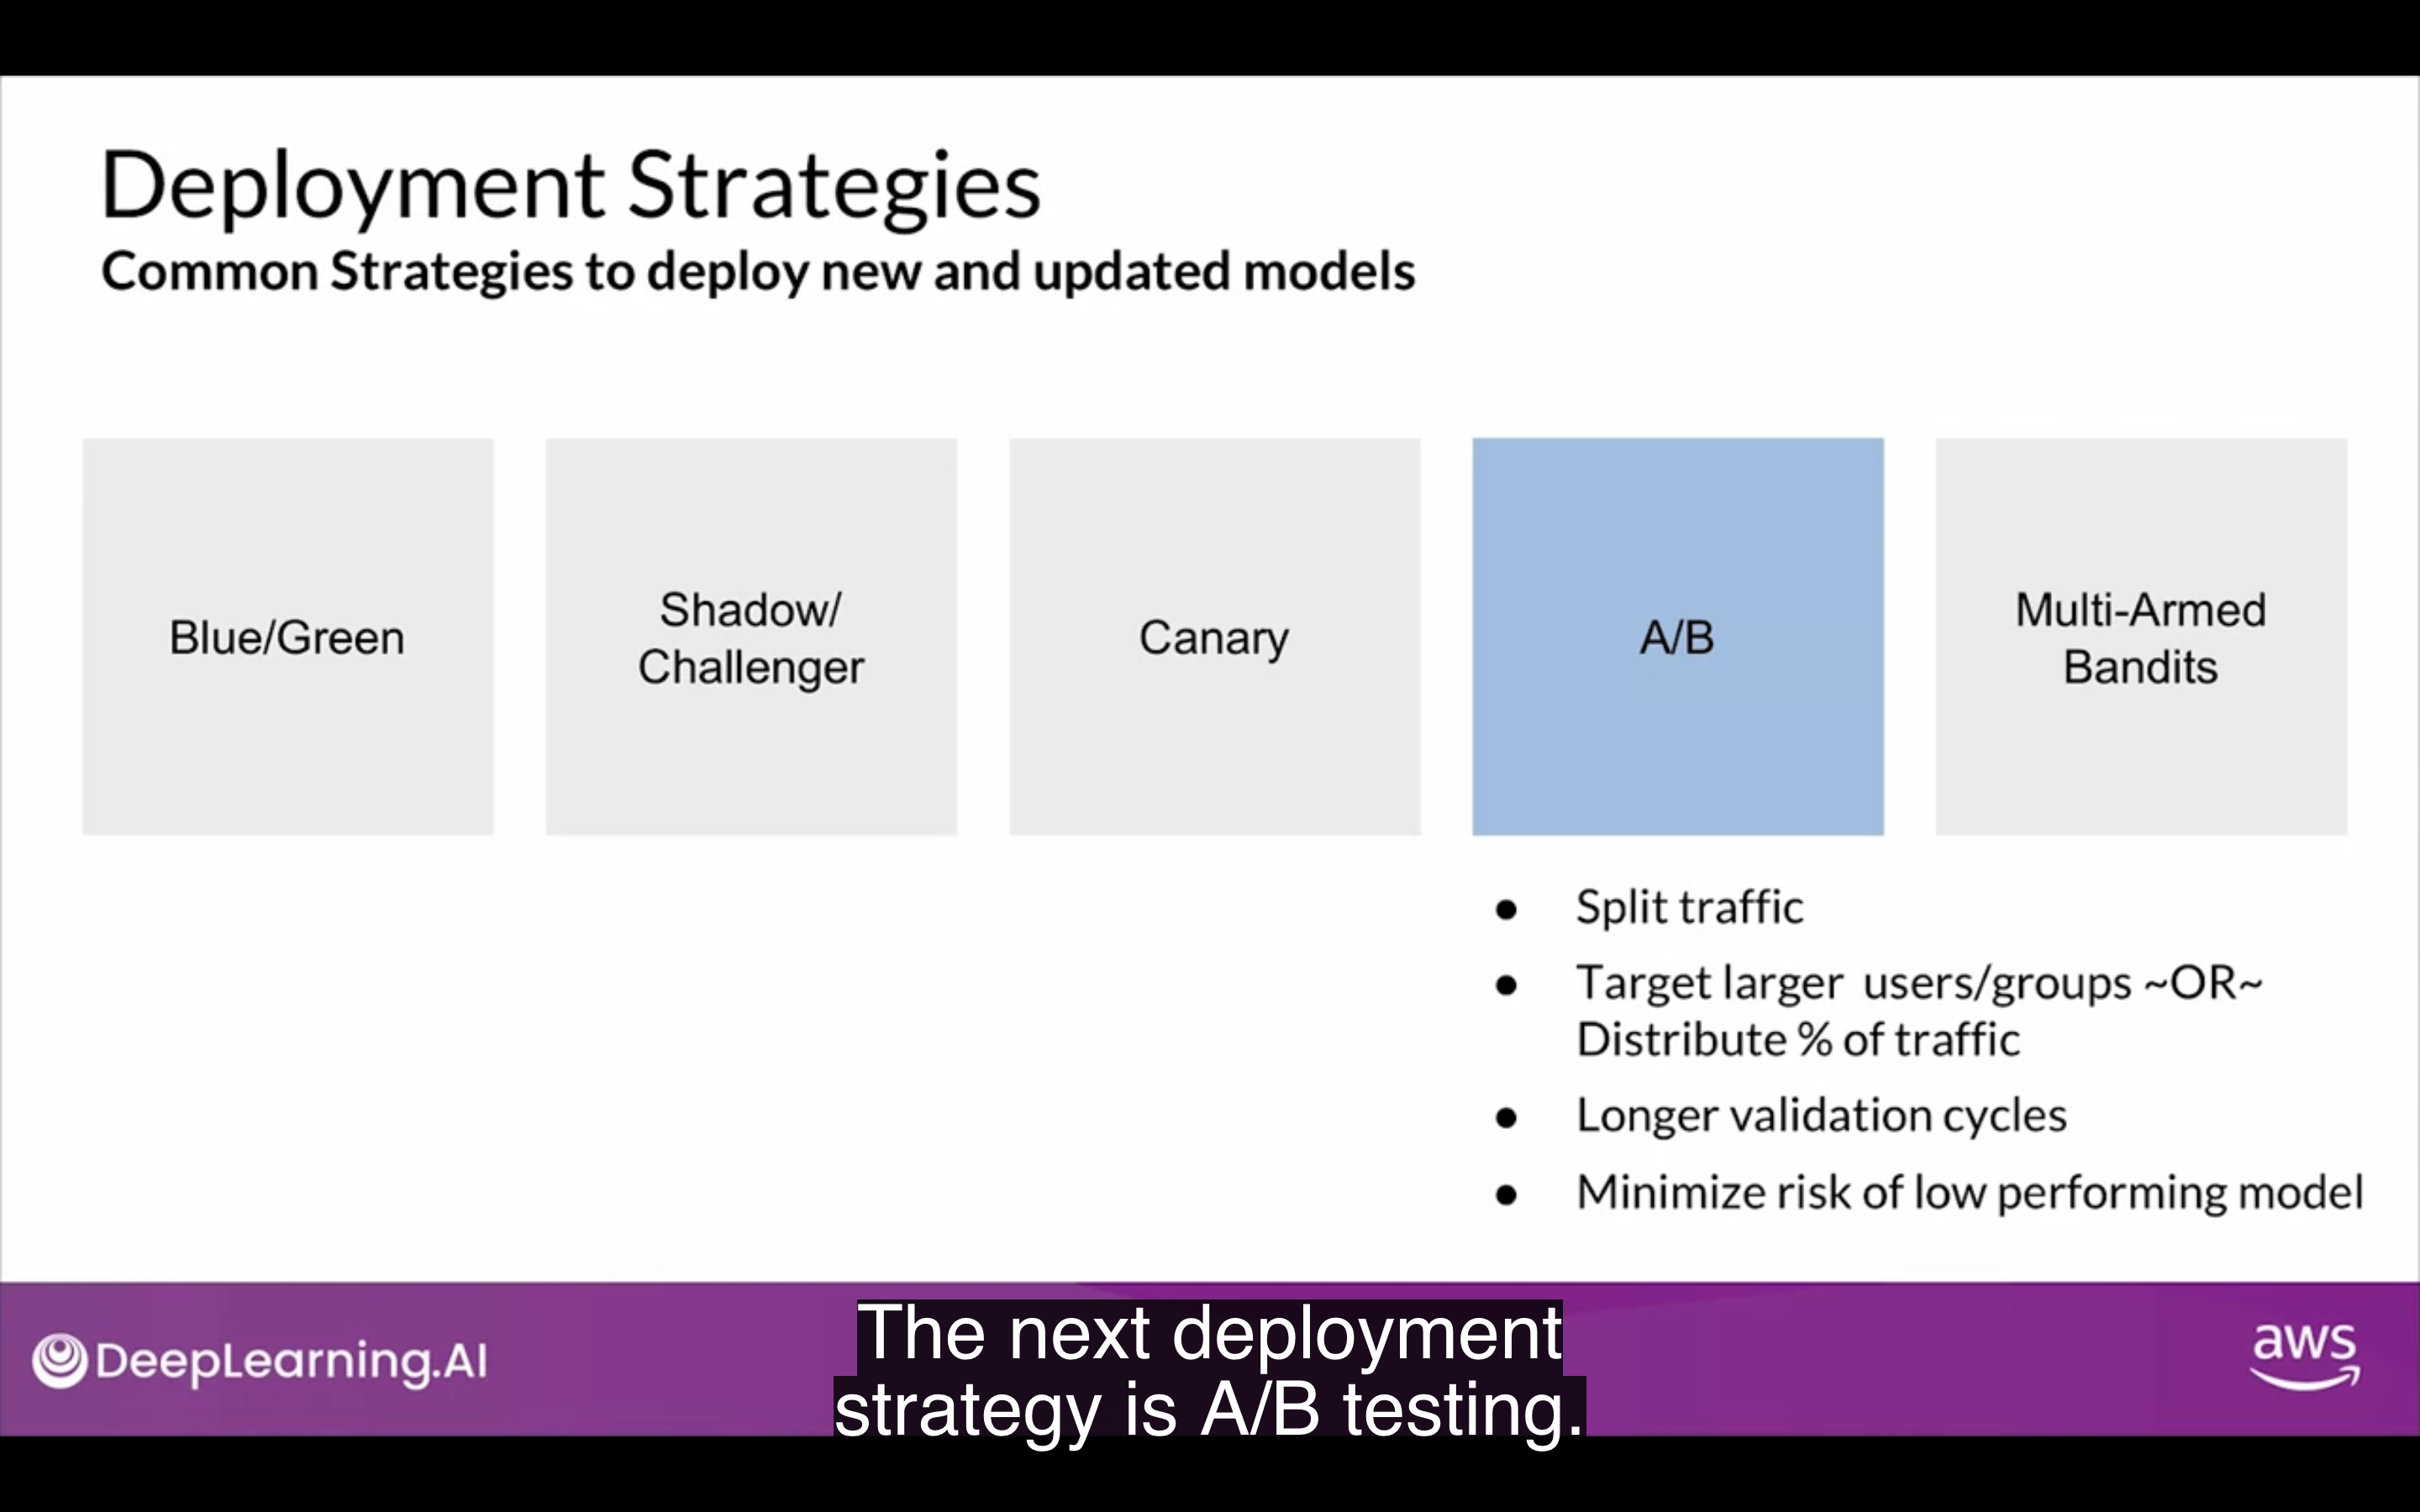 Deployment Strategies
Common Strategies to deploy new and updated models
Blue/Green
Shadow/
Challenger
Canary
A/B
Multi-Armed
Bandits
● Split traffic
● Target larger users/groups ~OR~
Distribute % of traffic
● Longer validation cycles
● Minimize risk of low performing model
DeepLearning.AI
The next deployment
strategy is A/B testing.
aws